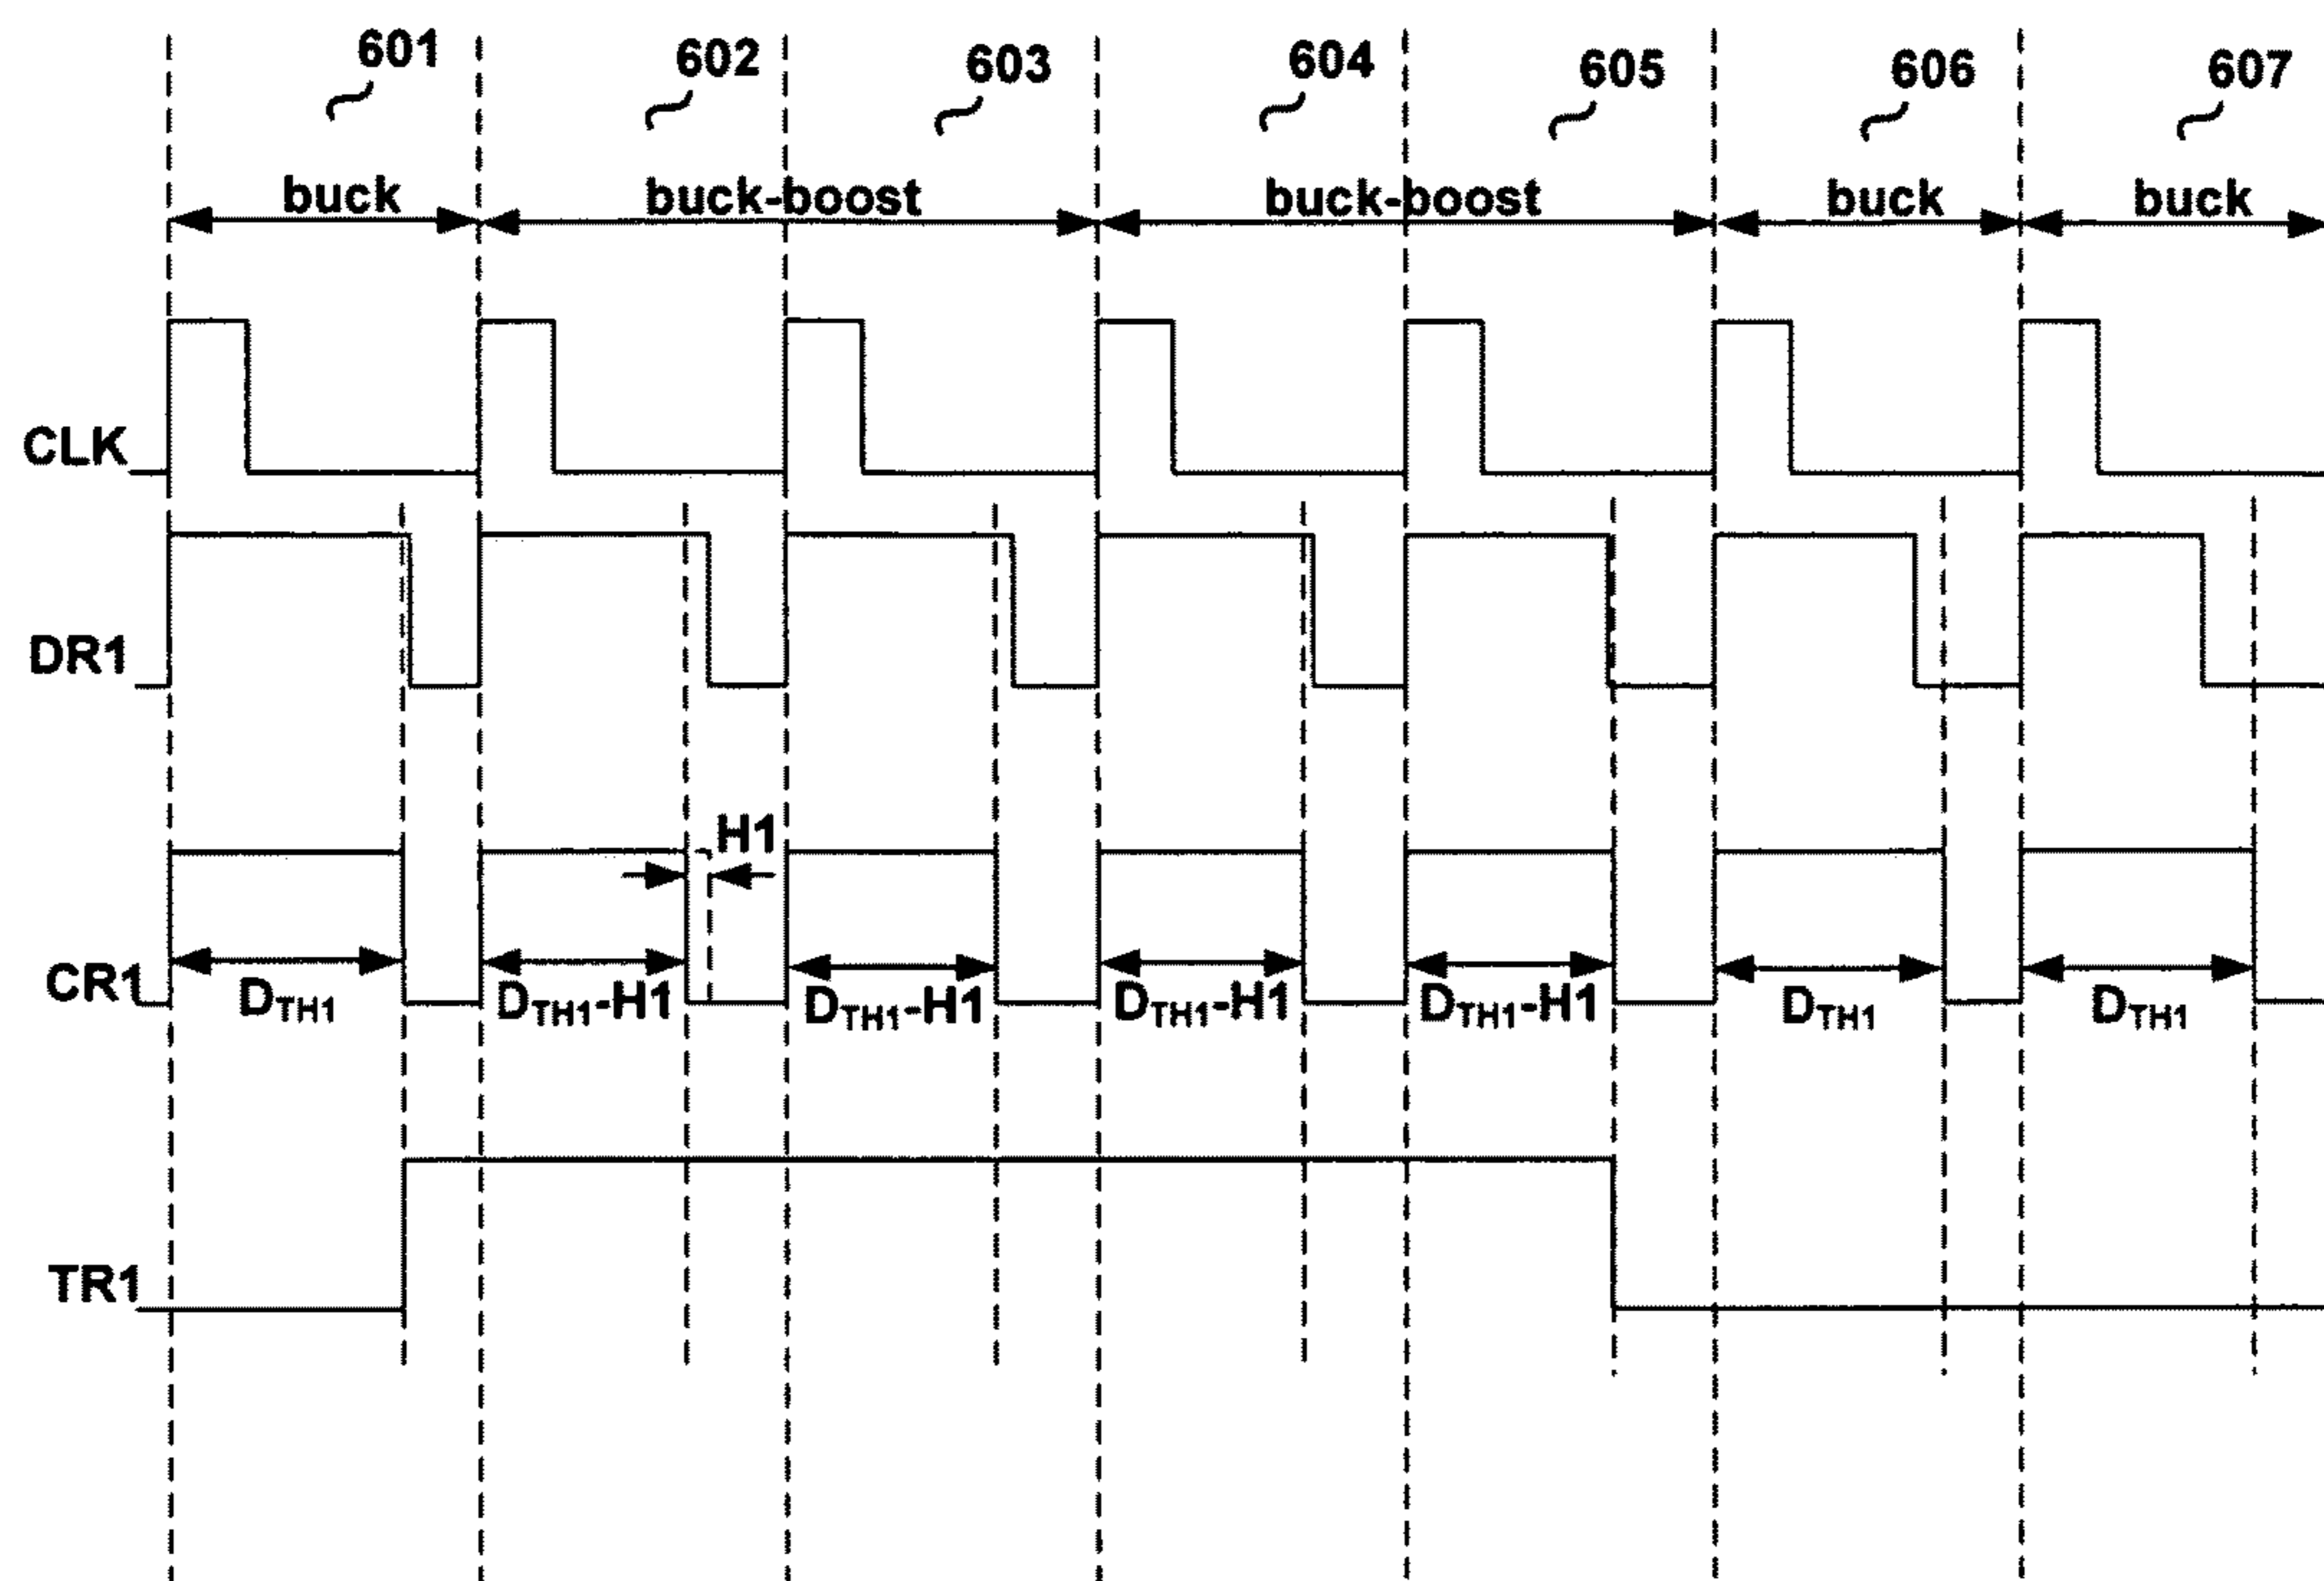 601 602 603 604 605 606 607
buck buck-boost buck-boost buck buck
CLK
DR1
H1
CR1
DTH1 DTH1-H1 DTH1-H1 DTH1-H1 DTH1-H1 DTH1 DTH1
TR1